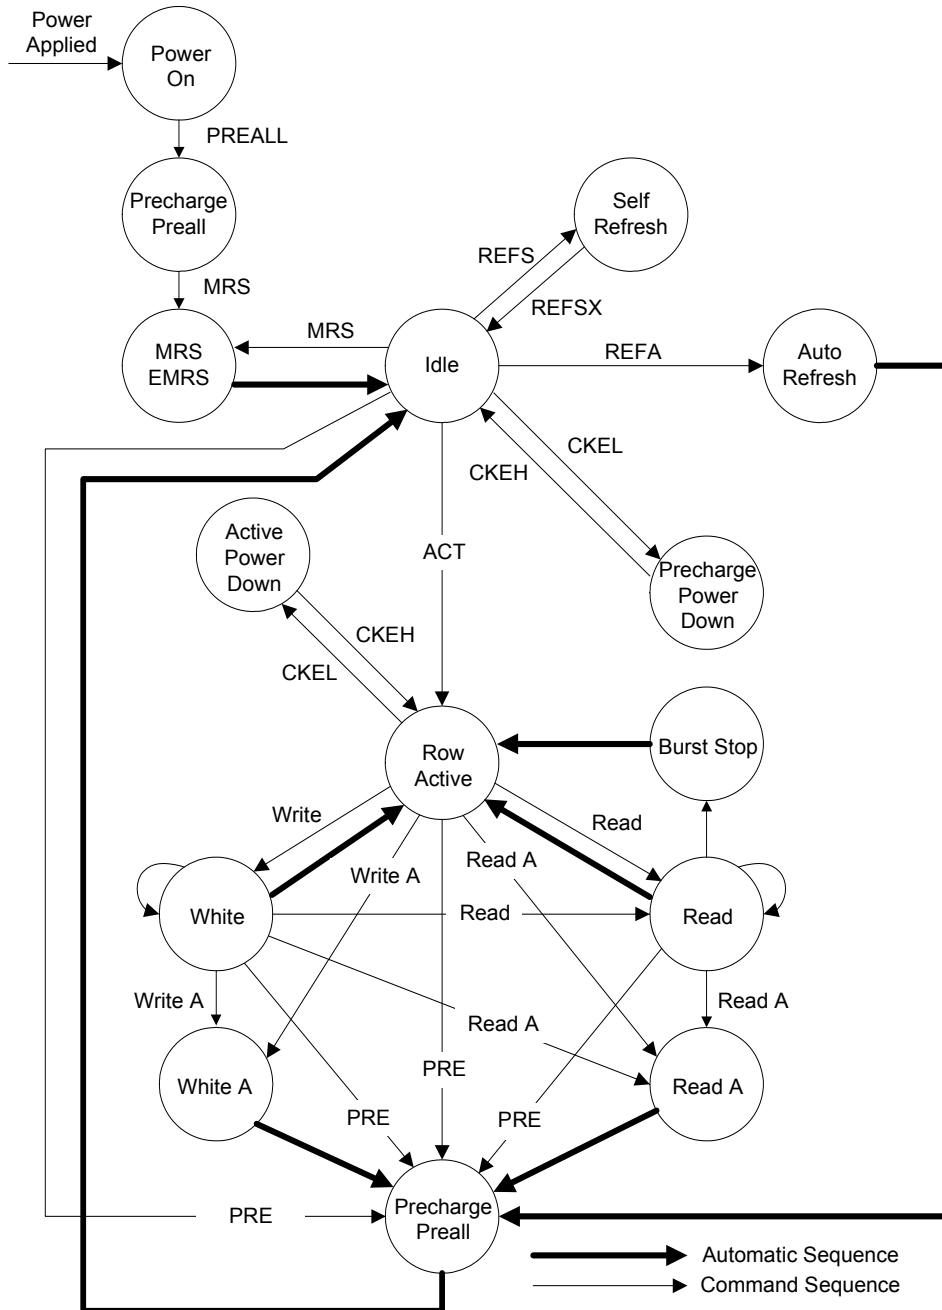 Power
Applied
Power
On
PREALL
Precharge
Preall
Self
Refresh
REFS
MRS
REFSX
MRS
MRS
EMRS
Idle
REFA
Auto
Refresh
CKEL
CKEH
Active
Power
Down
ACT
Precharge
Power
Down
CKEH
CKEL
Row
Active
Burst Stop
Write
Read
Write A
Read A
White
Read
Read
Write A
Read A
Read A
White A
PRE
Read A
PRE
PRE
Precharge
Preall
PRE
Automatic Sequence
Command Sequence